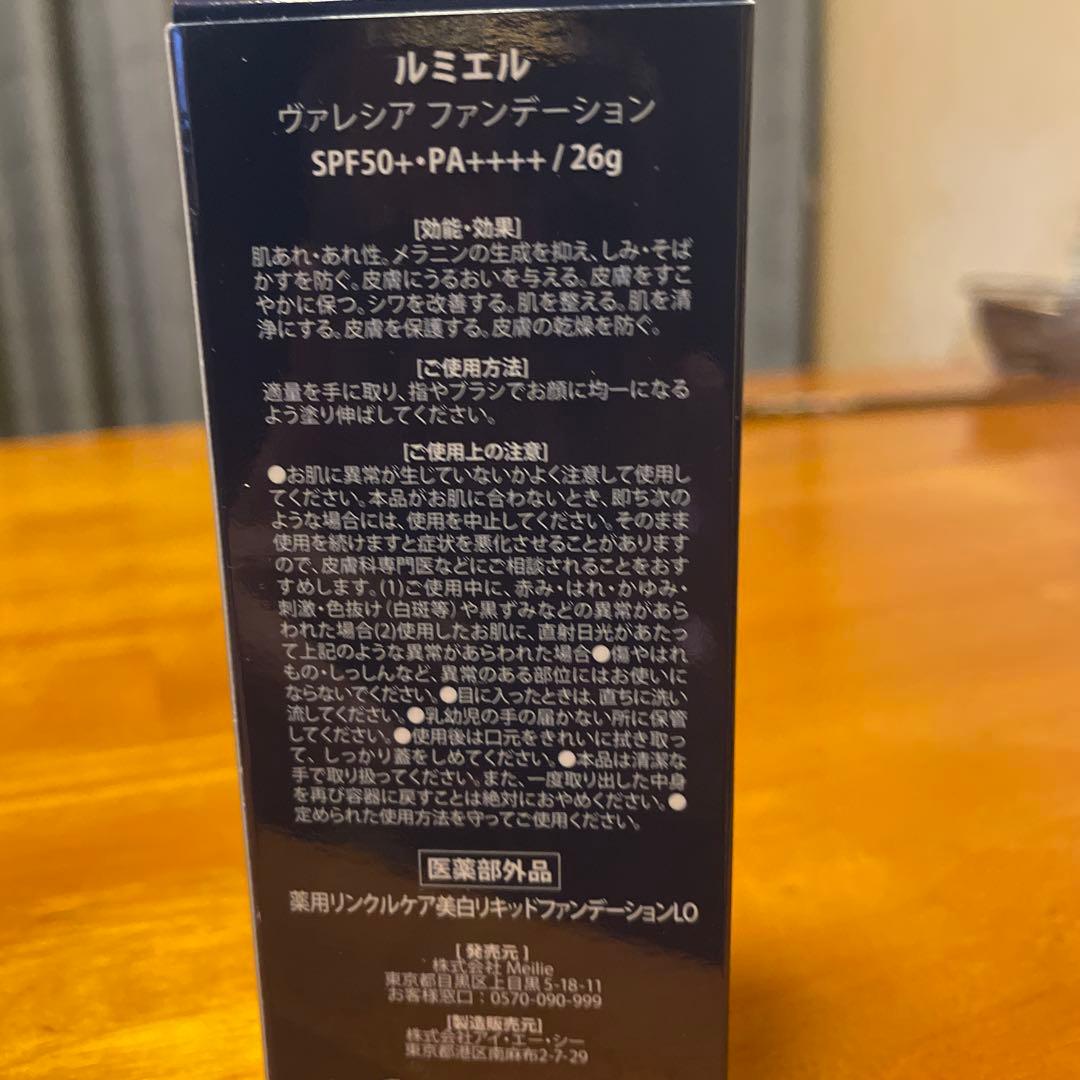 ルミエル
ヴァレシア ファンデーション
SPF50+・PA++++ / 26g
[効能・効果]
肌あれ・あれ性。メラニンの生成を抑え、しみ・そば
かすを防ぐ。皮膚にうるおいを与える。皮膚をすこ
やかに保つ。シワを改善する。肌を整える。肌を清
浄にする。皮膚を保護する。皮膚の乾燥を防ぐ。
[ご使用方法]
適量を手に取り、指やブラシでお顔に均一になる
よう塗り伸ばしてください。
[ご使用上の注意]
●お肌に異常が生じていないかよく注意して使用し
てください。本品がお肌に合わないとき、即ち次の
ような場合には、使用を中止してください。そのまま
使用を続けますと症状を悪化させることがあります
ので、皮膚科専門医などにご相談されることをおす
すめします。(1)ご使用中に、赤み・はれ・かゆみ・
刺激・色抜け(白斑等)や黒ずみなどの異常があら
われた場合(2)使用したお肌に、直射日光があたっ
て上記のような異常があらわれた場合●傷やはれ
もの・しっしんなど、異常のある部位にはお使いに
ならないでください。●目に入ったときは、直ちに洗い
流してください。●乳幼児の手の届かない所に保管
してください。●使用後は口元をきれいに拭き取っ
て、しっかり蓋をしめてください。●本品は清潔な
手で取り扱ってください。また、一度取り出した中身
を再び容器に戻すことは絶対におやめください。●
定められた使用方法を守ってご使用ください。
医薬部外品
薬用リンクルケア美白リキッドファンデーションLO
[発売元]
株式会社 Meilie
東京都目黒区上目黒5-18-11
お客様窓口：0570-090-999
[製造販売元]
株式会社アイ・エー・シー
東京都港区南麻布2-7-29